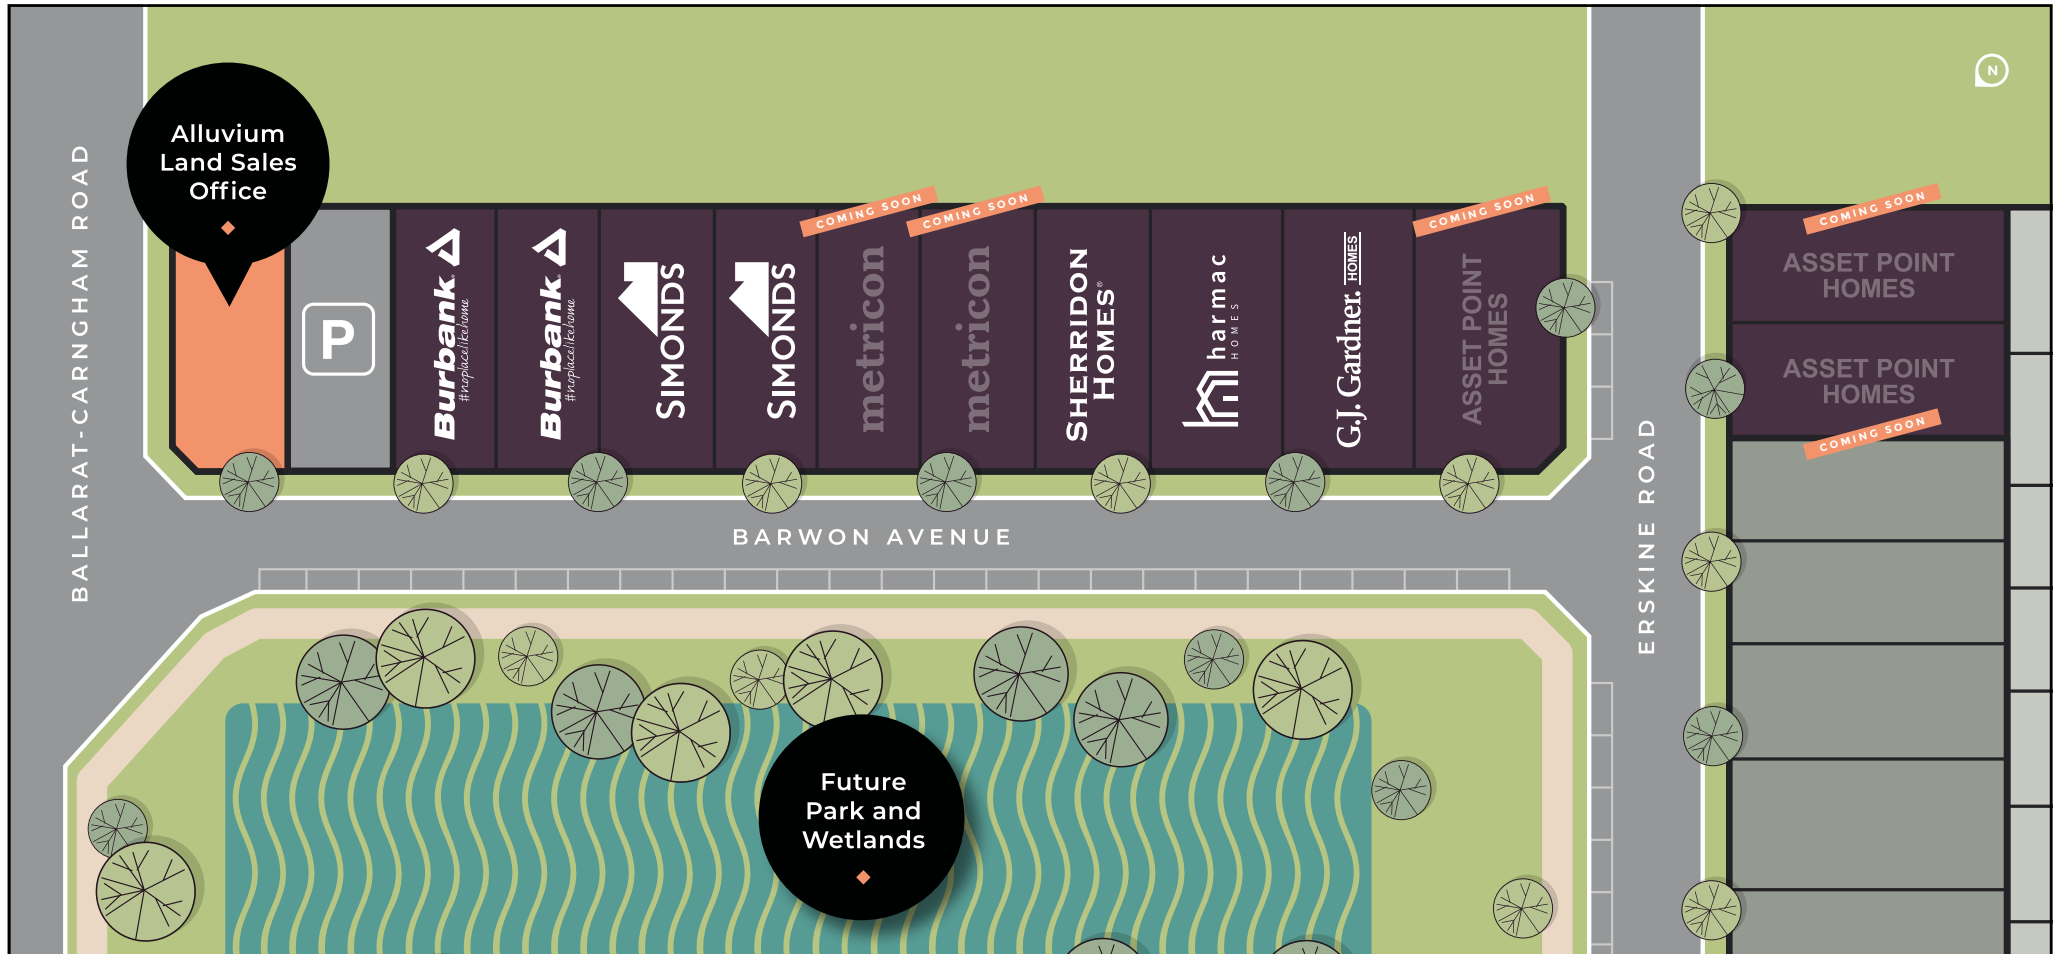 N
Alluvium
Land Sales
Office
BALLARAT-CARNGHAM ROAD
P
Burbank
#noplacelikehome
Burbank
#noplacelikehome
SIMONDS
SIMONDS
COMING SOON
metricon
COMING SOON
metricon
SHERRIDON
HOMES®
harmac
HOMES
G.J. Gardner. HOMES
COMING SOON
ASSET POINT
HOMES
COMING SOON
ASSET POINT
HOMES
ASSET POINT
HOMES
COMING SOON
BARWON AVENUE
ERSKINE ROAD
Future
Park and
Wetlands